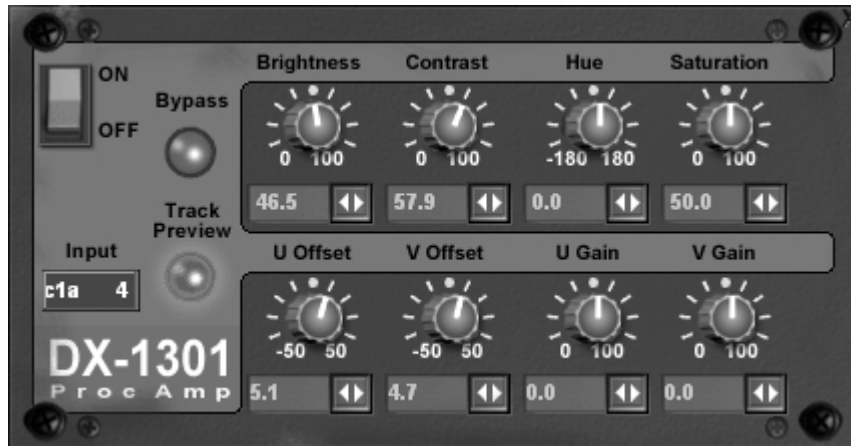 Brightness Contrast Hue Saturation
ON
OFF
Bypass
0 100 0 100 -180 180 0 100
46.5 57.9 0.0 50.0
Track
Preview
Input
c1a 4
U Offset V Offset U Gain V Gain
-50 50 -50 50 0 100 0 100
5.1 4.7 0.0 0.0
DX-1301
Proc Amp